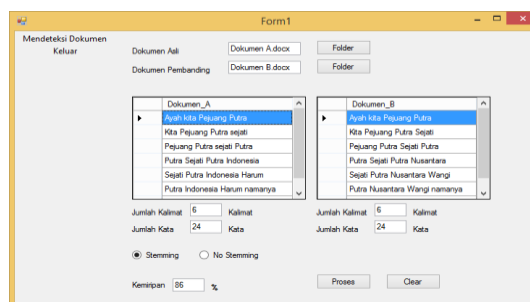 Form1
Mendeteksi Dokumen
Keluar
Dokumen Asli Dokumen A.docx Folder
Dokumen Pembanding Dokumen B.docx Folder
Dokumen_A Dokumen_B
Ayah kita Pejuang Putra Ayah kita Pejuang Putra
Kita Pejuang Putra sejati Kita Pejuang Putra Sejati
Pejuang Putra sejati Putra Pejuang Putra Sejati Putra
Putra Sejati Putra Indonesia Putra Sejati Putra Nusantara
Sejati Putra Indonesia Harum Sejati Putra Nusantara Wangi
Putra Indonesia Harum namanya Putra Nusantara Wangi namanya
Jumlah Kalimat 6 Kalimat Jumlah Kalimat 6 Kalimat
Jumlah Kata 24 Kata Jumlah Kata 24 Kata
Stemming No Stemming
Kemiripan 86 % Proses Clear